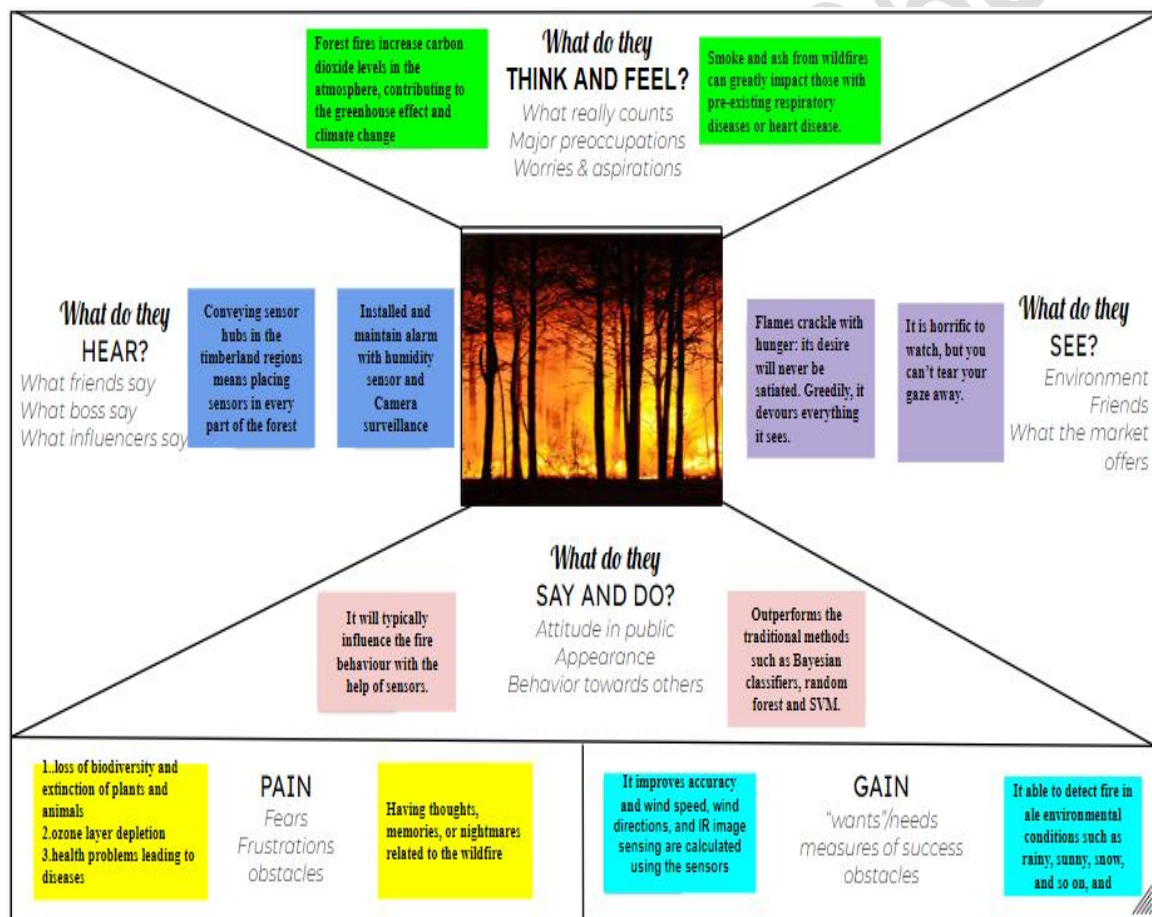 Forest fires increase carbon
dioxide levels in the
atmosphere, contributing to
the greenhouse effect and
climate change
What do they
THINK AND FEEL?
What really counts
Major preoccupations
Worries & aspirations
Smoke and ash from wildfires
can greatly impact those with
pre-existing respiratory
diseases or heart disease.
What do they
HEAR?
What friends say
What boss say
What influencers say
Conveying sensor
hubs in the
timberland regions
means placing
sensors in every
part of the forest
Installed and
maintain alarm
with humidity
sensor and
Camera
surveillance
Flames crackle with
hunger: its desire
will never be
satiated. Greedily, it
devours everything
it sees.
It is horrific to
watch, but you
can't tear your
gaze away.
What do they
SEE?
Environment
Friends
What the market
offers
It will typically
influence the fire
behaviour with the
help of sensors.
What do they
SAY AND DO?
Attitude in public
Appearance
Behavior towards others
Outperforms the
traditional methods
such as Bayesian
classifiers, random
forest and SVM.
1..loss of biodiversity and
extinction of plants and
animals
2.ozone layer depletion
3.health problems leading to
diseases
PAIN
Fears
Frustrations
obstacles
Having thoughts,
memories, or nightmares
related to the wildfire
It improves accuracy
and wind speed, wind
directions, and IR image
sensing are calculated
using the sensors
GAIN
"wants"/needs
measures of success
obstacles
It able to detect fire in
ale environmental
conditions such as
rainy, sunny, snow,
and so on, and